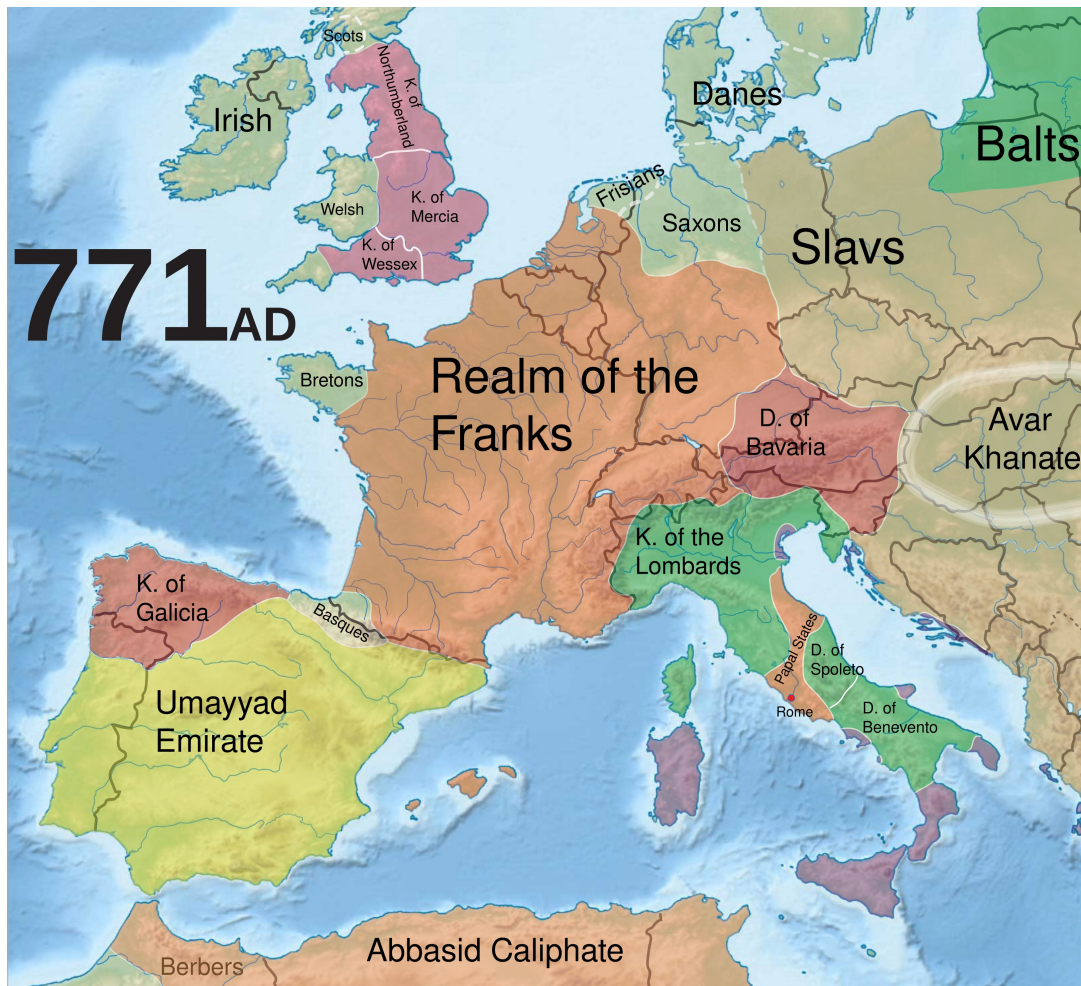 Scots
K. of
Northumberland
Irish
Danes
Balts
Frisians
Welsh
K. of
Mercia
Saxons
K. of
Wessex
Slavs
771AD
Realm of the
Franks
Bretons
D. of
Bavaria
Avar
Khanate
K. of the
Lombards
K. of
Galicia
Basques
Papal States
D. of
Spoleto
Umayyad
Emirate
Rome
D. of
Benevento
Abbasid Caliphate
Berbers